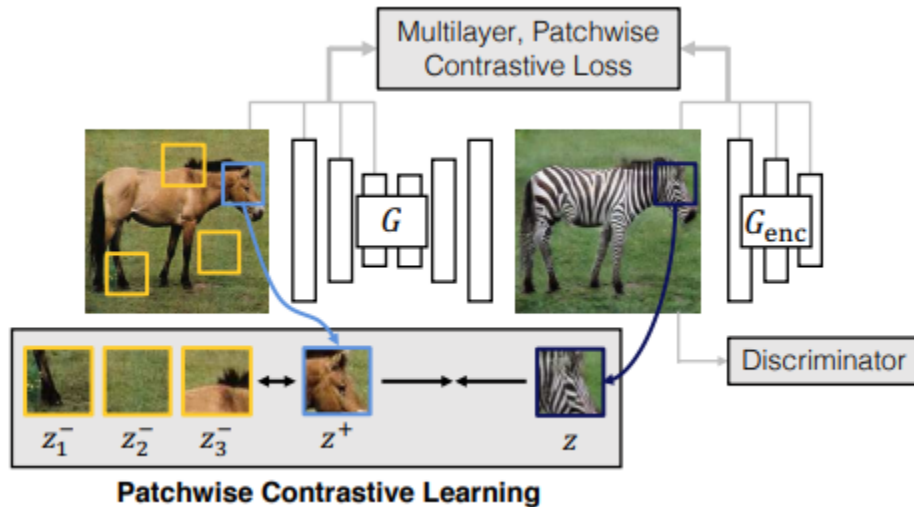 Multilayer, Patchwise
Contrastive Loss
G
G_enc
Discriminator
z_1^-
z_2^-
z_3^-
z^+
z
Patchwise Contrastive Learning